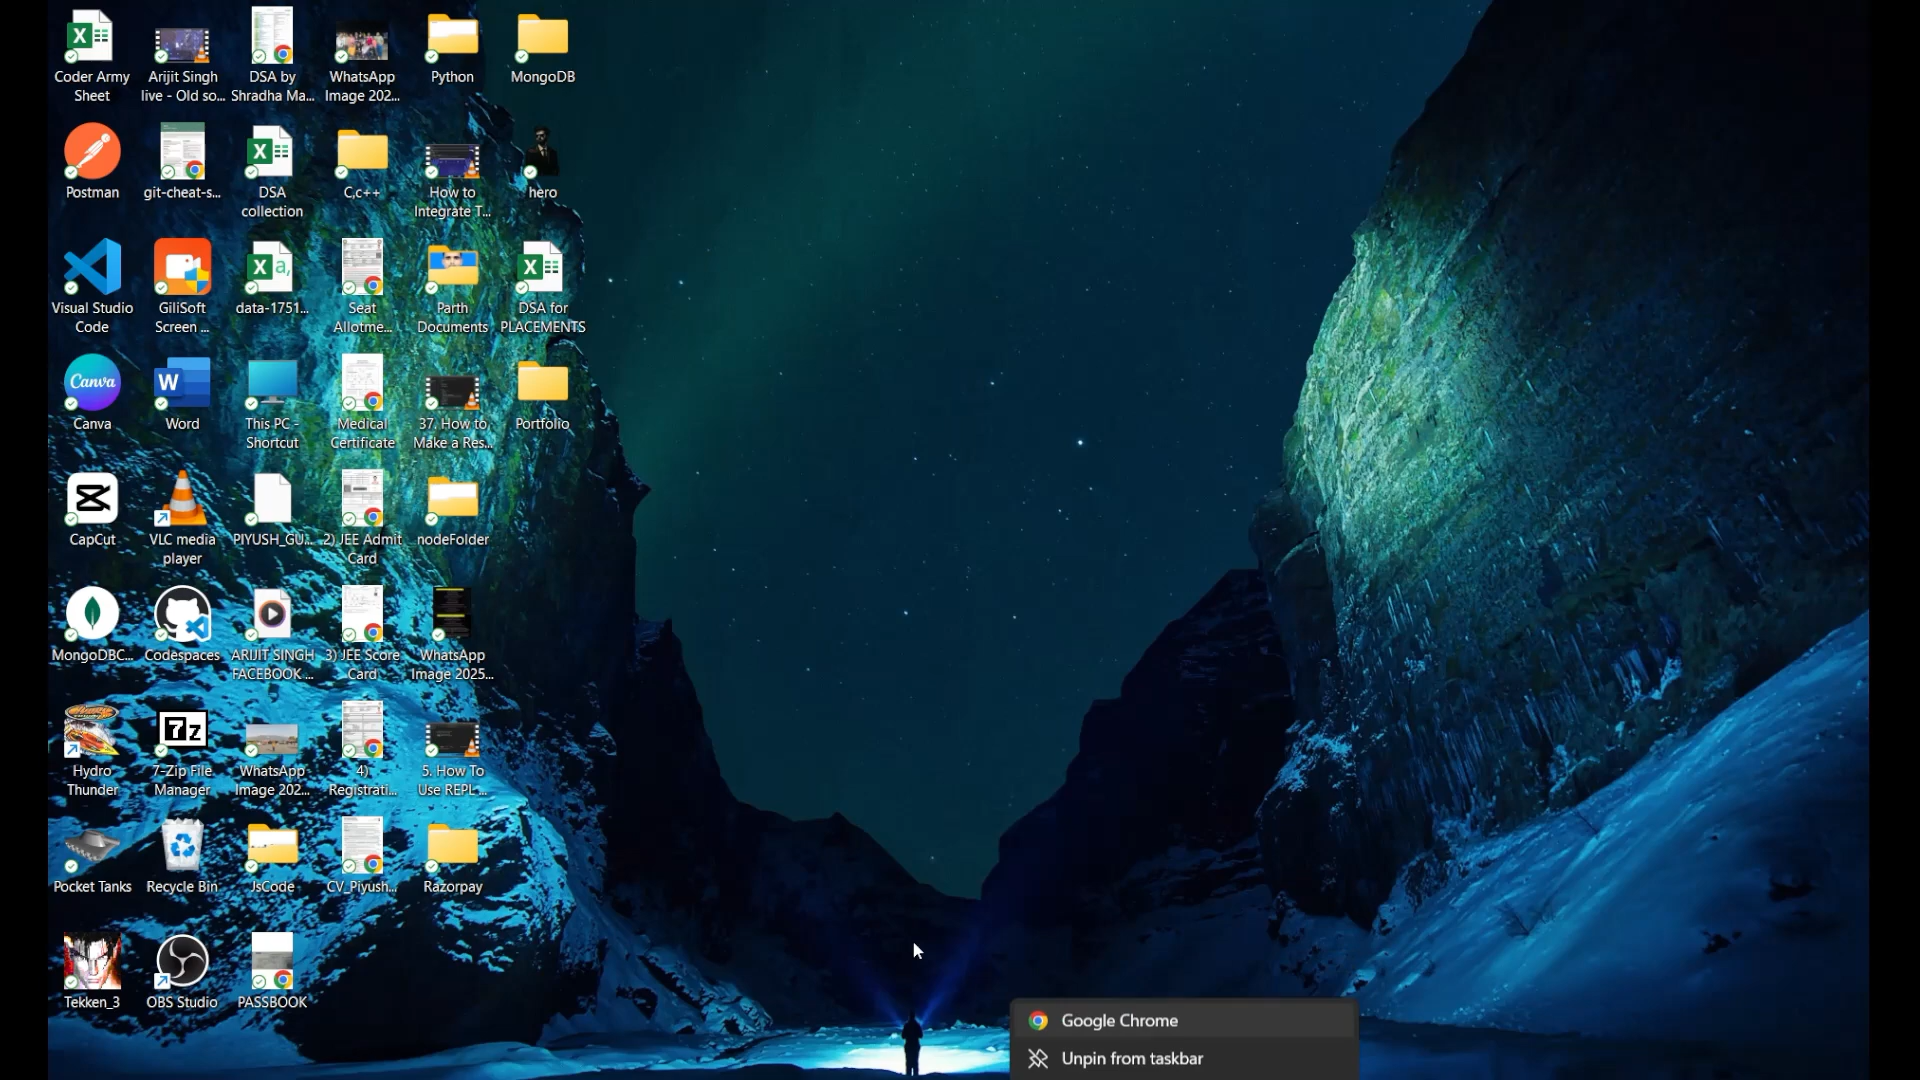 Coder Army
Sheet
Arijit Singh
live - Old so...
DSA by
Shradha Ma...
WhatsApp
Image 202...
Python
MongoDB
Postman
git-cheat-s...
DSA
collection
C,c++
How to
Integrate T...
hero
Visual Studio
Code
GiliSoft
Screen ...
data-1751...
Seat
Allotme...
Parth
Documents
DSA for
PLACEMENTS
Canva
Word
This PC -
Shortcut
Medical
Certificate
37. How to
Make a Res...
Portfolio
CapCut
VLC media
player
PIYUSH_GU...
2) JEE Admit
Card
nodeFolder
MongoDBC...
Codespaces
ARIJIT SINGH
FACEBOOK ...
3) JEE Score
Card
WhatsApp
Image 2025...
Hydro
Thunder
7-Zip File
Manager
WhatsApp
Image 202...
4)
Registrati...
5. How To
Use REPL ...
Pocket Tanks
Recycle Bin
JsCode
CV_Piyush...
Razorpay
Tekken_3
OBS Studio
PASSBOOK
Google Chrome
Unpin from taskbar